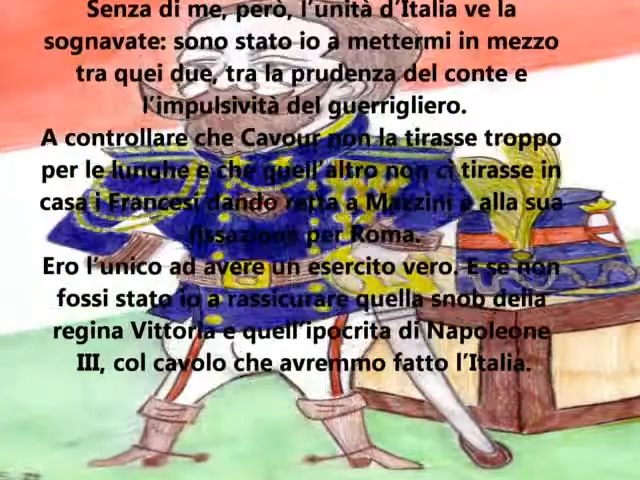 Senza di me, però, l'unità d'Italia ve la
sognavate: sono stato io a mettermi in mezzo
tra quei due, tra la prudenza del conte e
l'impulsività del guerrigliero.
A controllare che Cavour non la tirasse troppo
per le lunghe e che quell'altro non ci tirasse in
casa i Francesi dando retta a Mazzini e alla sua
fissazione per Roma.
Ero l'unico ad avere un esercito vero. E se non
fossi stato io a rassicurare quella snob della
regina Vittoria e quell'ipocrita di Napoleone
III, col cavolo che avremmo fatto l'Italia.